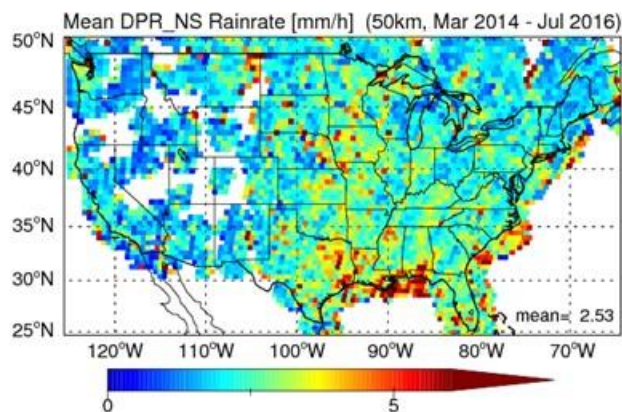 Mean DPR_NS Rainrate [mm/h] (50km, Mar 2014 - Jul 2016)
50°N
45°N
40°N
35°N
30°N
25°N
mean= 2.53
120°W 110°W 100°W 90°W 80°W 70°W
0 5